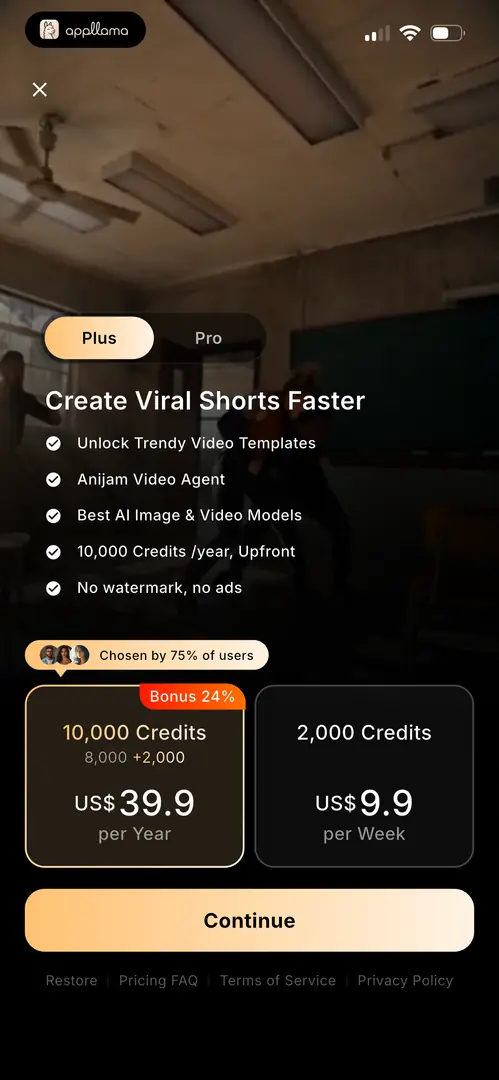 appllama
Plus
Pro
Create Viral Shorts Faster
Unlock Trendy Video Templates
Anijam Video Agent
Best AI Image & Video Models
10,000 Credits /year, Upfront
No watermark, no ads
Chosen by 75% of users
Bonus 24%
10,000 Credits
8,000 +2,000
US$39.9
per Year
2,000 Credits
US$9.9
per Week
Continue
Restore
Pricing FAQ
Terms of Service
Privacy Policy